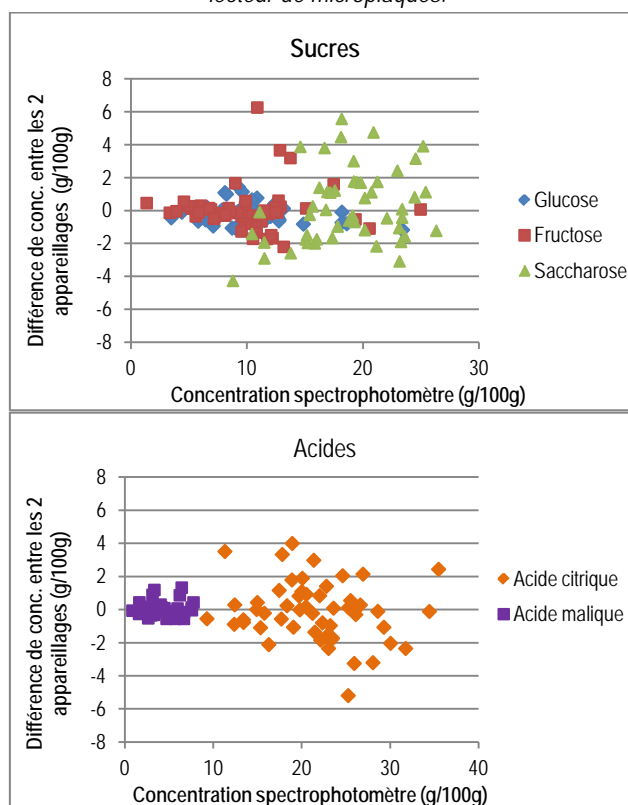 lecteur de microplaques.
Sucres
Différence de conc. entre les 2
appareillages (g/100g)
8
6
4
2
0
-2
-4
-6
-8
0 10 20 30
Concentration spectrophotomètre (g/100g)
Glucose
Fructose
Saccharose
Acides
Différence de conc. entre les 2
appareillages (g/100g)
8
6
4
2
0
-2
-4
-6
-8
0 10 20 30 40
Concentration spectrophotomètre (g/100g)
Acide citrique
Acide malique